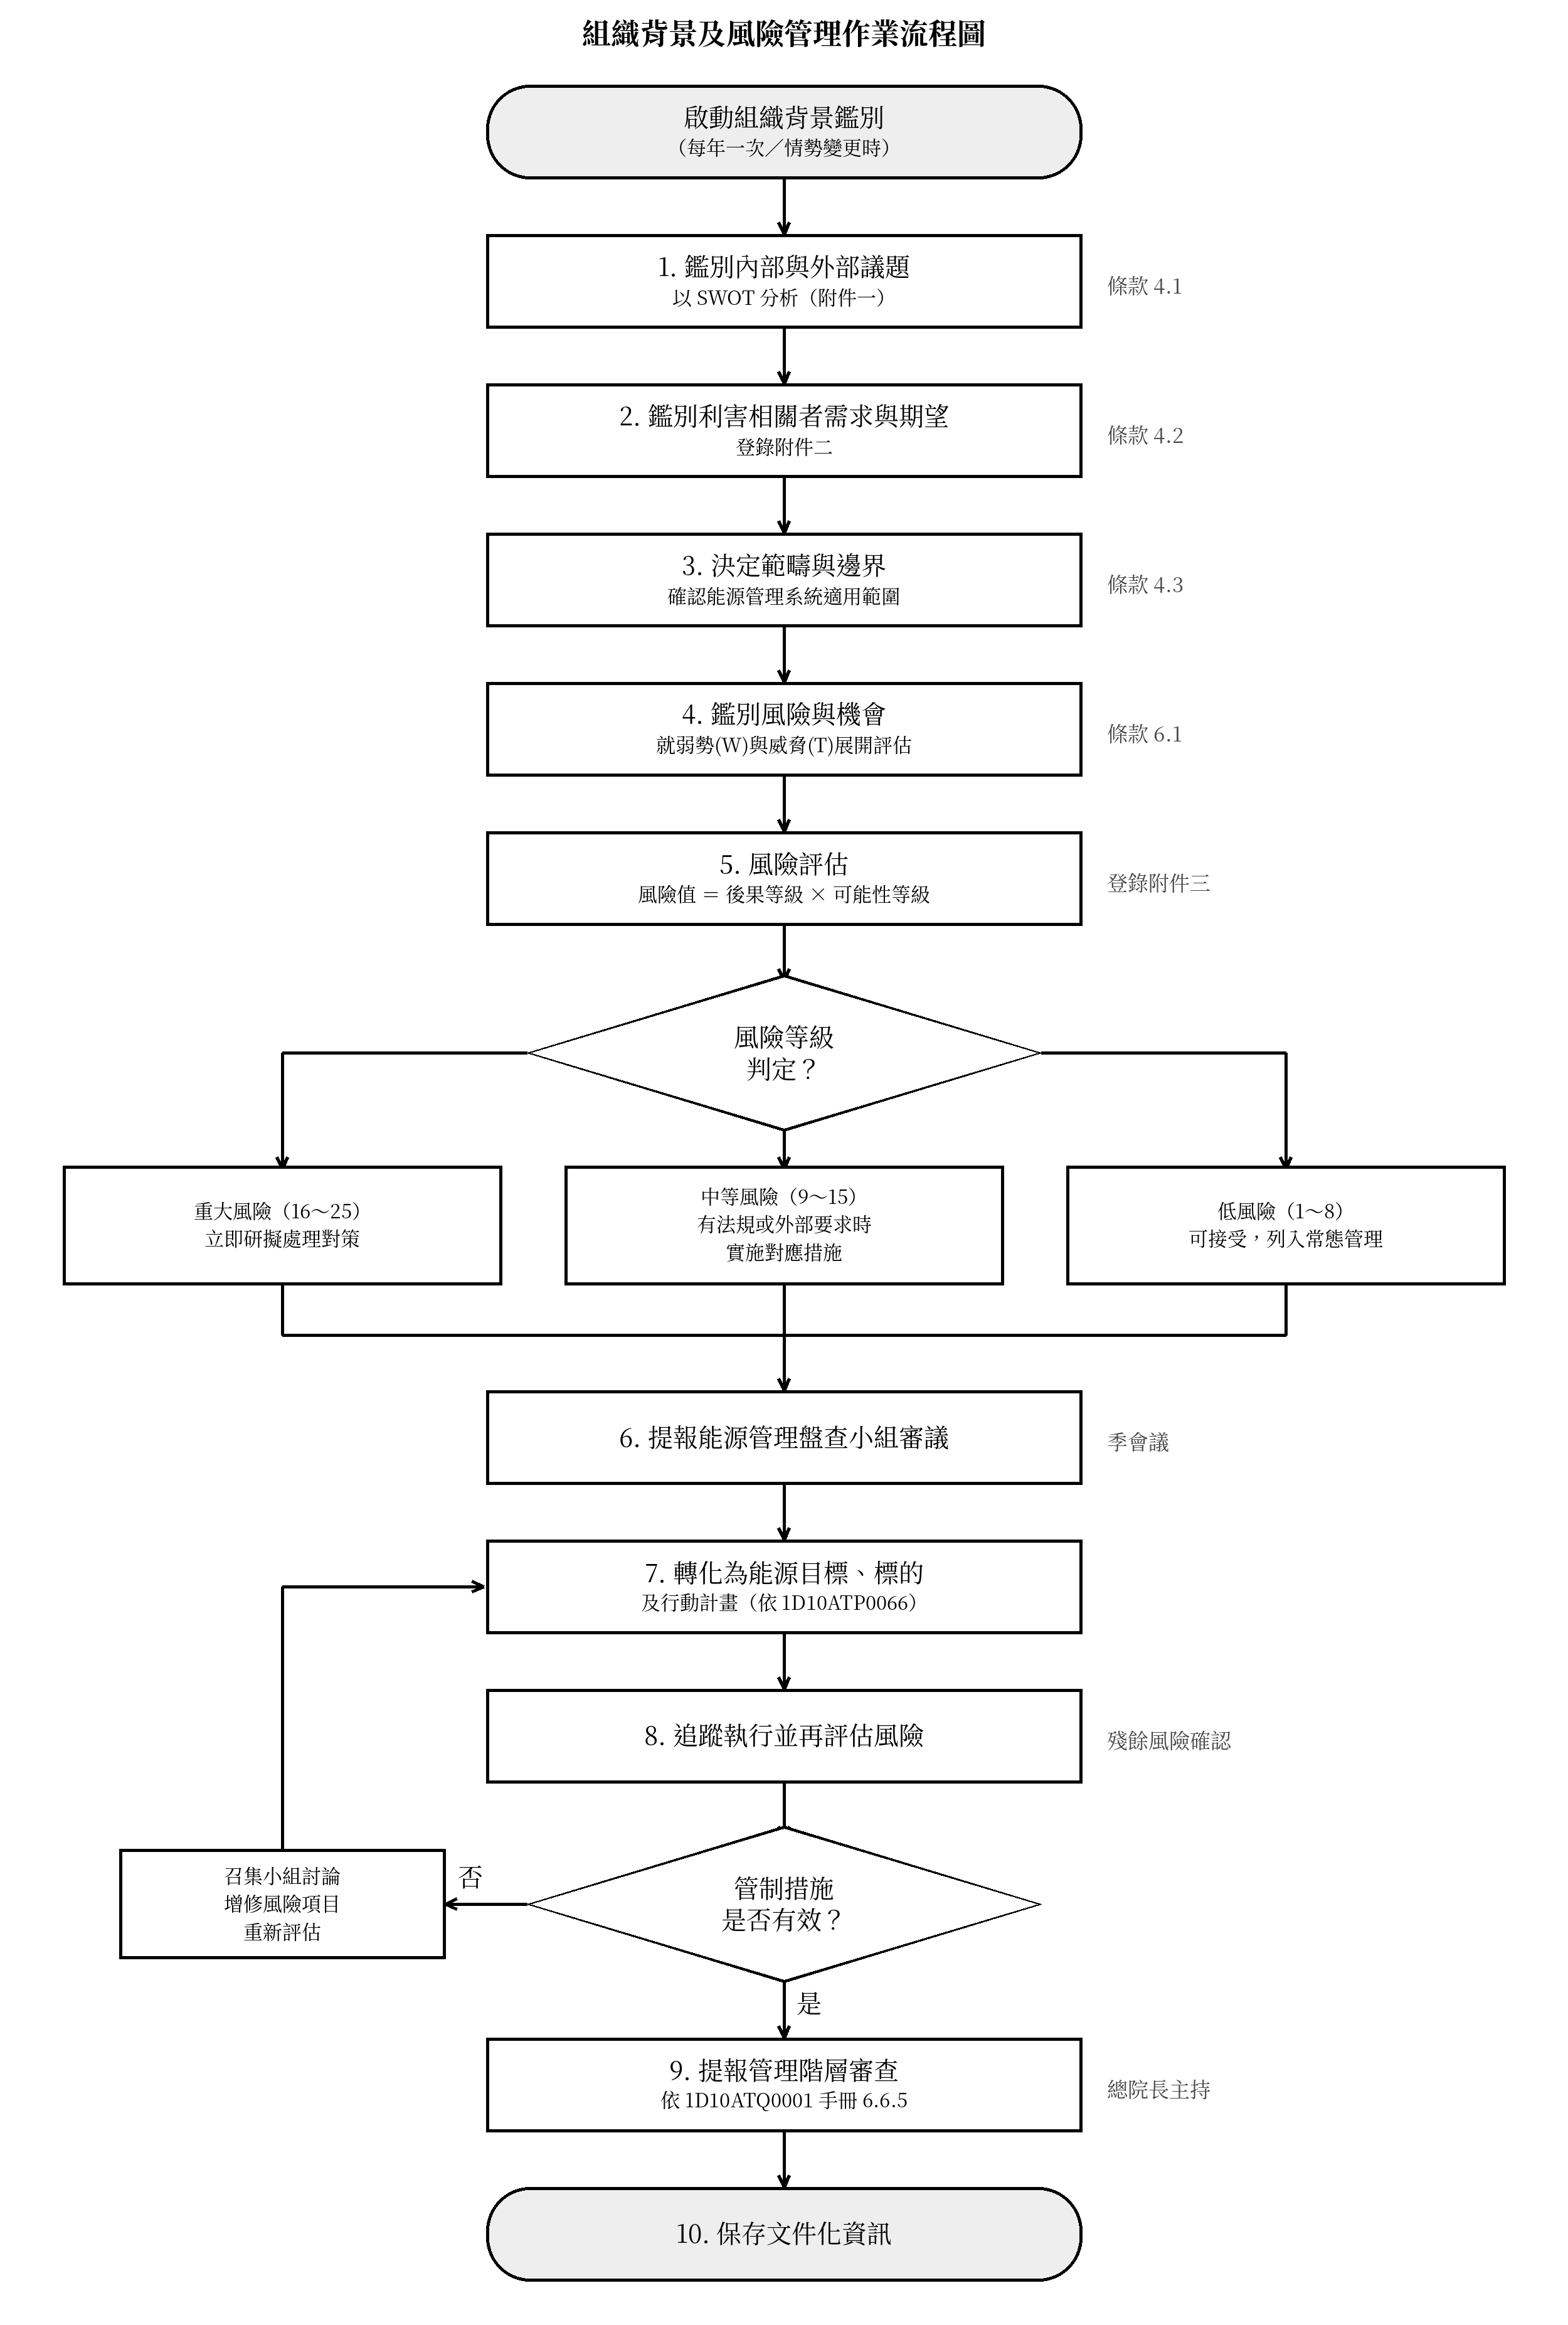 組織背景及風險管理作業流程圖
啟動組織背景鑑別
（每年一次／情勢變更時）
1. 鑑別內部與外部議題
以 SWOT 分析（附件一）
條款 4.1
2. 鑑別利害相關者需求與期望
登錄附件二
條款 4.2
3. 決定範疇與邊界
確認能源管理系統適用範圍
條款 4.3
4. 鑑別風險與機會
就弱勢(W)與威脅(T)展開評估
條款 6.1
5. 風險評估
風險值 ＝ 後果等級 × 可能性等級
登錄附件三
風險等級
判定？
重大風險（16～25）
立即研擬處理對策
中等風險（9～15）
有法規或外部要求時
實施對應措施
低風險（1～8）
可接受，列入常態管理
6. 提報能源管理盤查小組審議
季會議
7. 轉化為能源目標、標的
及行動計畫（依 1D10ATP0066）
8. 追蹤執行並再評估風險
殘餘風險確認
召集小組討論
增修風險項目
重新評估
否
管制措施
是否有效？
是
9. 提報管理階層審查
依 1D10ATQ0001 手冊 6.6.5
總院長主持
10. 保存文件化資訊